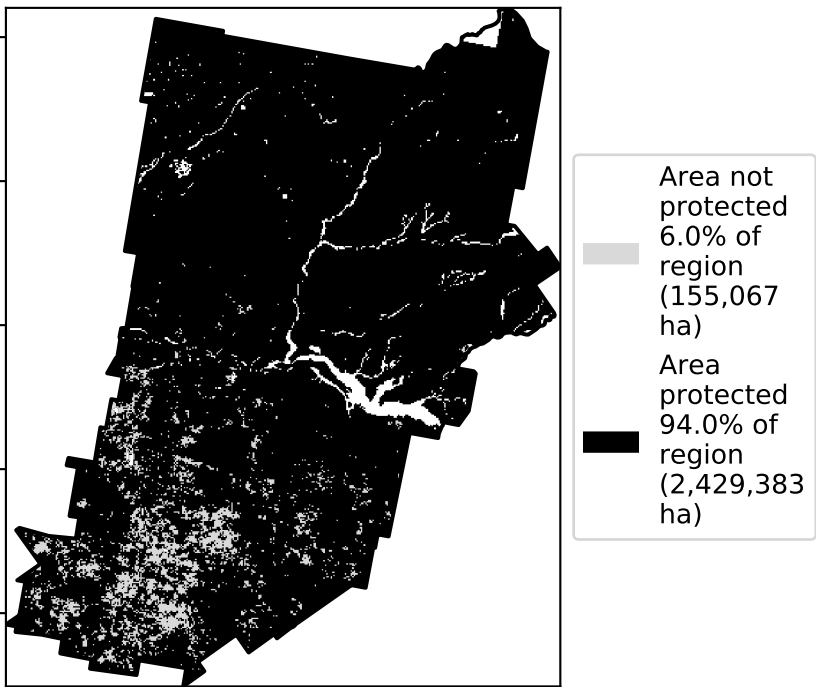 Area not
protected
6.0% of
region
(155,067
ha)
Area
protected
94.0% of
region
(2,429,383
ha)